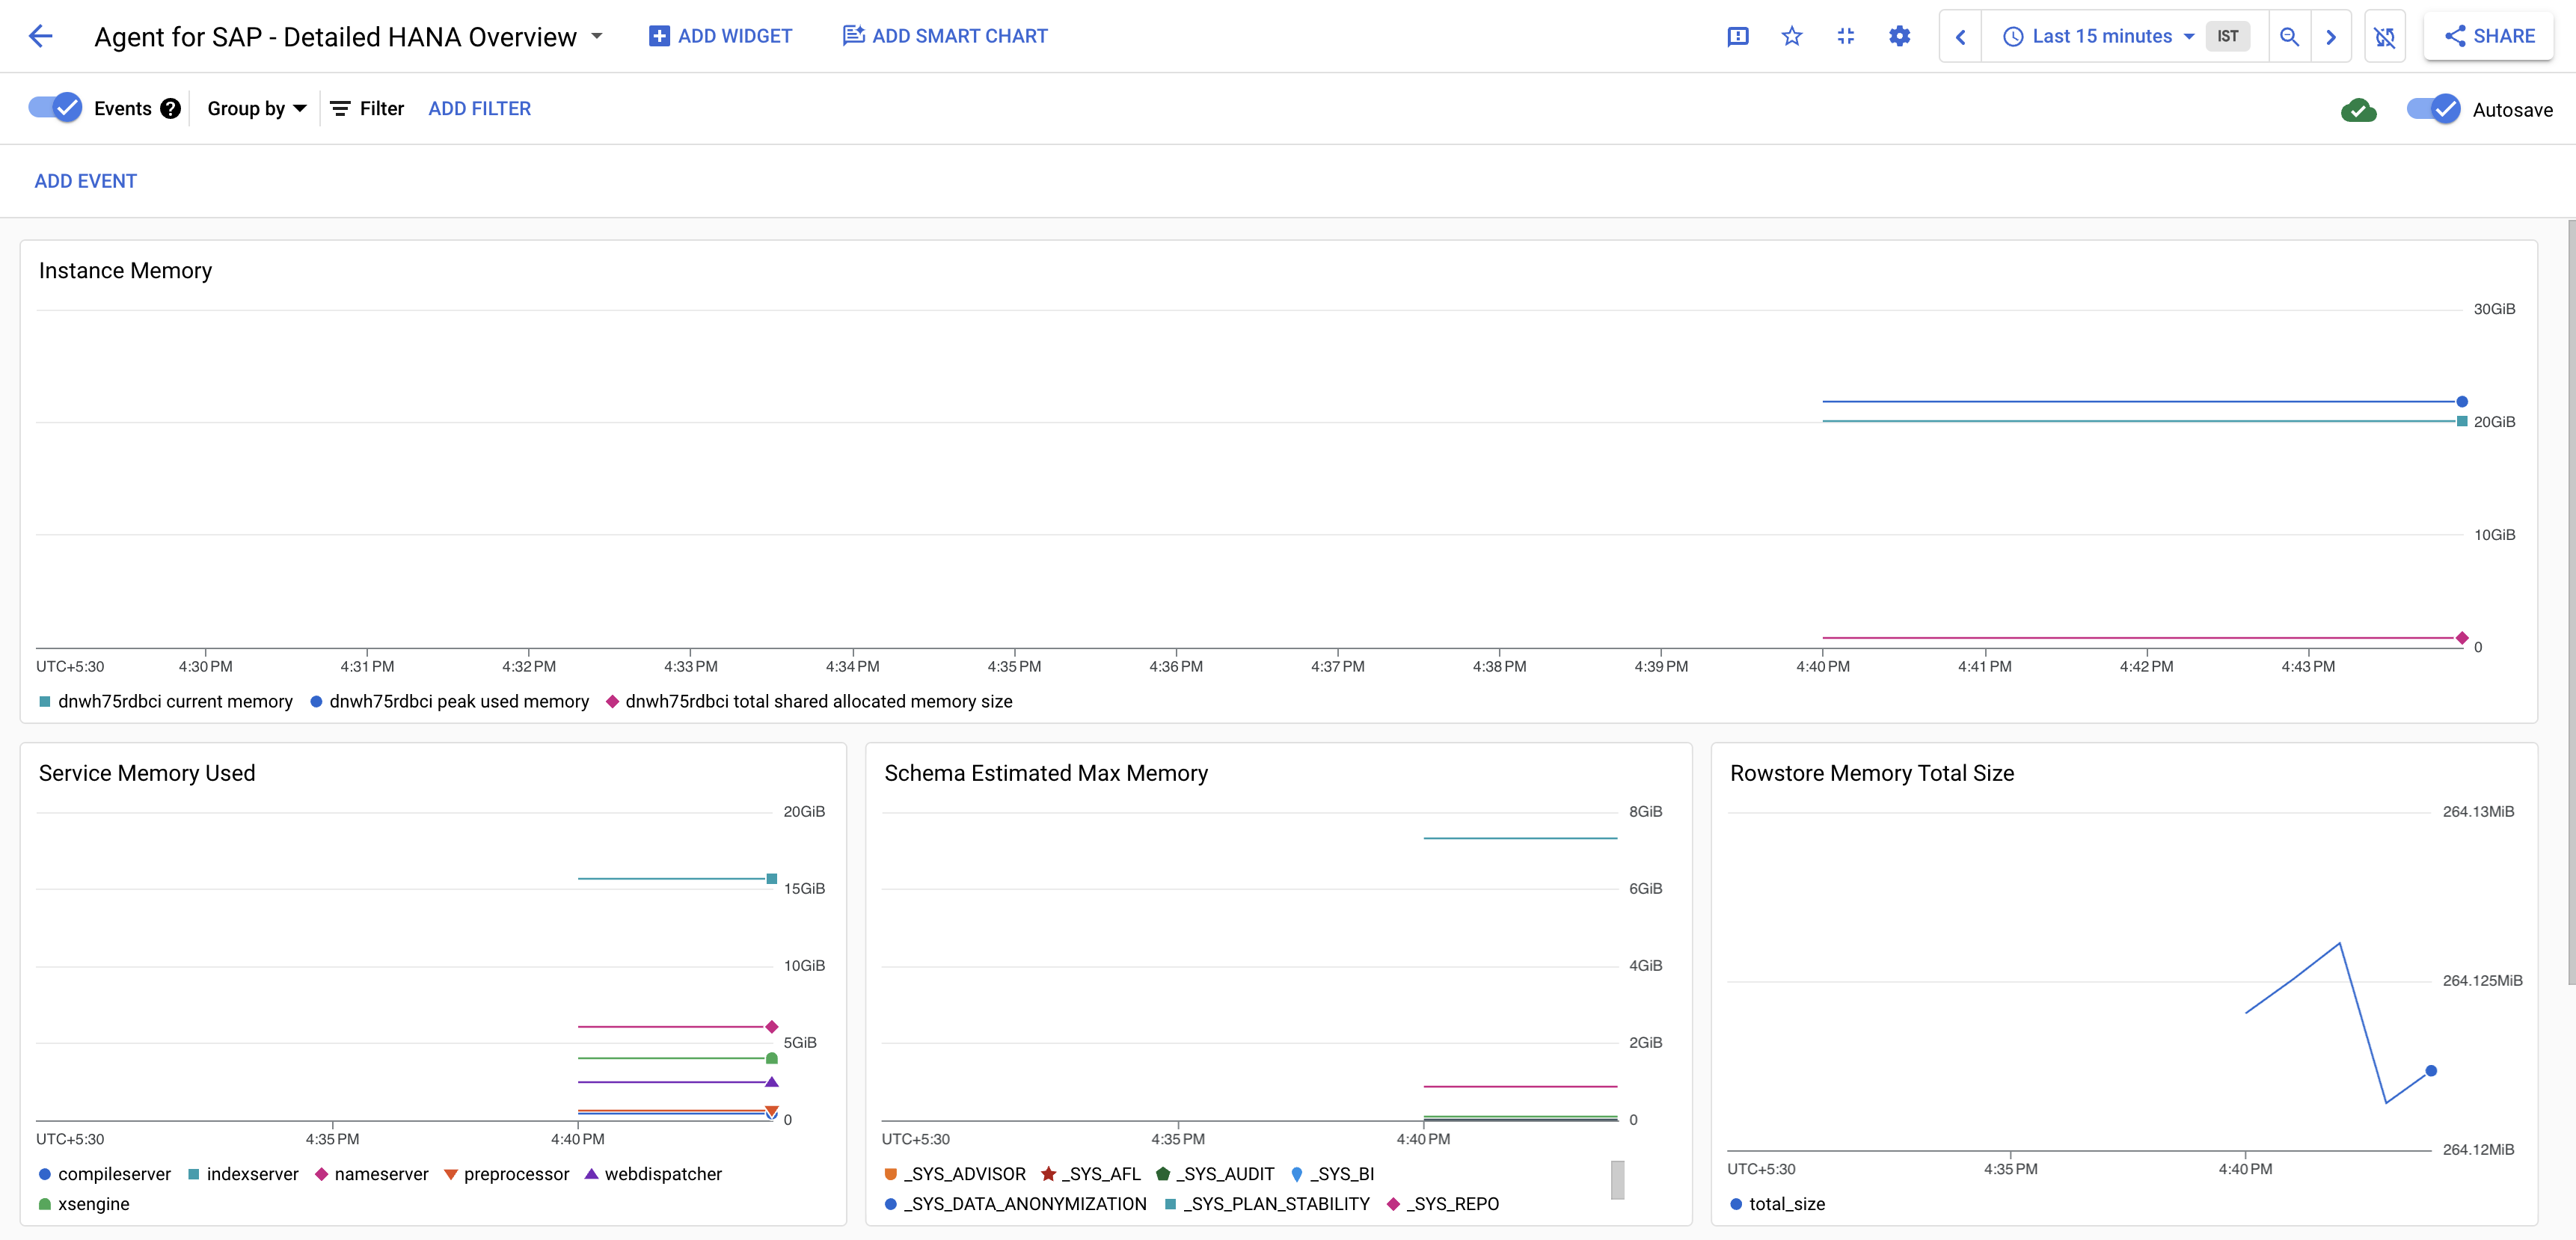 Agent for SAP - Detailed HANA Overview ADD WIDGET ADD SMART CHART Last 15 minutes IST SHARE
Events Group by Filter ADD FILTER Autosave
ADD EVENT
Instance Memory
30GiB
20GiB
10GiB
0
UTC+5:30 4:30 PM 4:31 PM 4:32 PM 4:33 PM 4:34 PM 4:35 PM 4:36 PM 4:37 PM 4:38 PM 4:39 PM 4:40 PM 4:41 PM 4:42 PM 4:43 PM
dnwh75rdbci current memory dnwh75rdbci peak used memory dnwh75rdbci total shared allocated memory size
Service Memory Used
20GiB
15GiB
10GiB
5GiB
0
UTC+5:30 4:35 PM 4:40 PM
compileserver indexserver nameserver preprocessor webdispatcher
xsengine
Schema Estimated Max Memory
8GiB
6GiB
4GiB
2GiB
0
UTC+5:30 4:35 PM 4:40 PM
_SYS_ADVISOR _SYS_AFL _SYS_AUDIT _SYS_BI
_SYS_DATA_ANONYMIZATION _SYS_PLAN_STABILITY _SYS_REPO
Rowstore Memory Total Size
264.13MiB
264.125MiB
264.12MiB
UTC+5:30 4:35 PM 4:40 PM
total_size